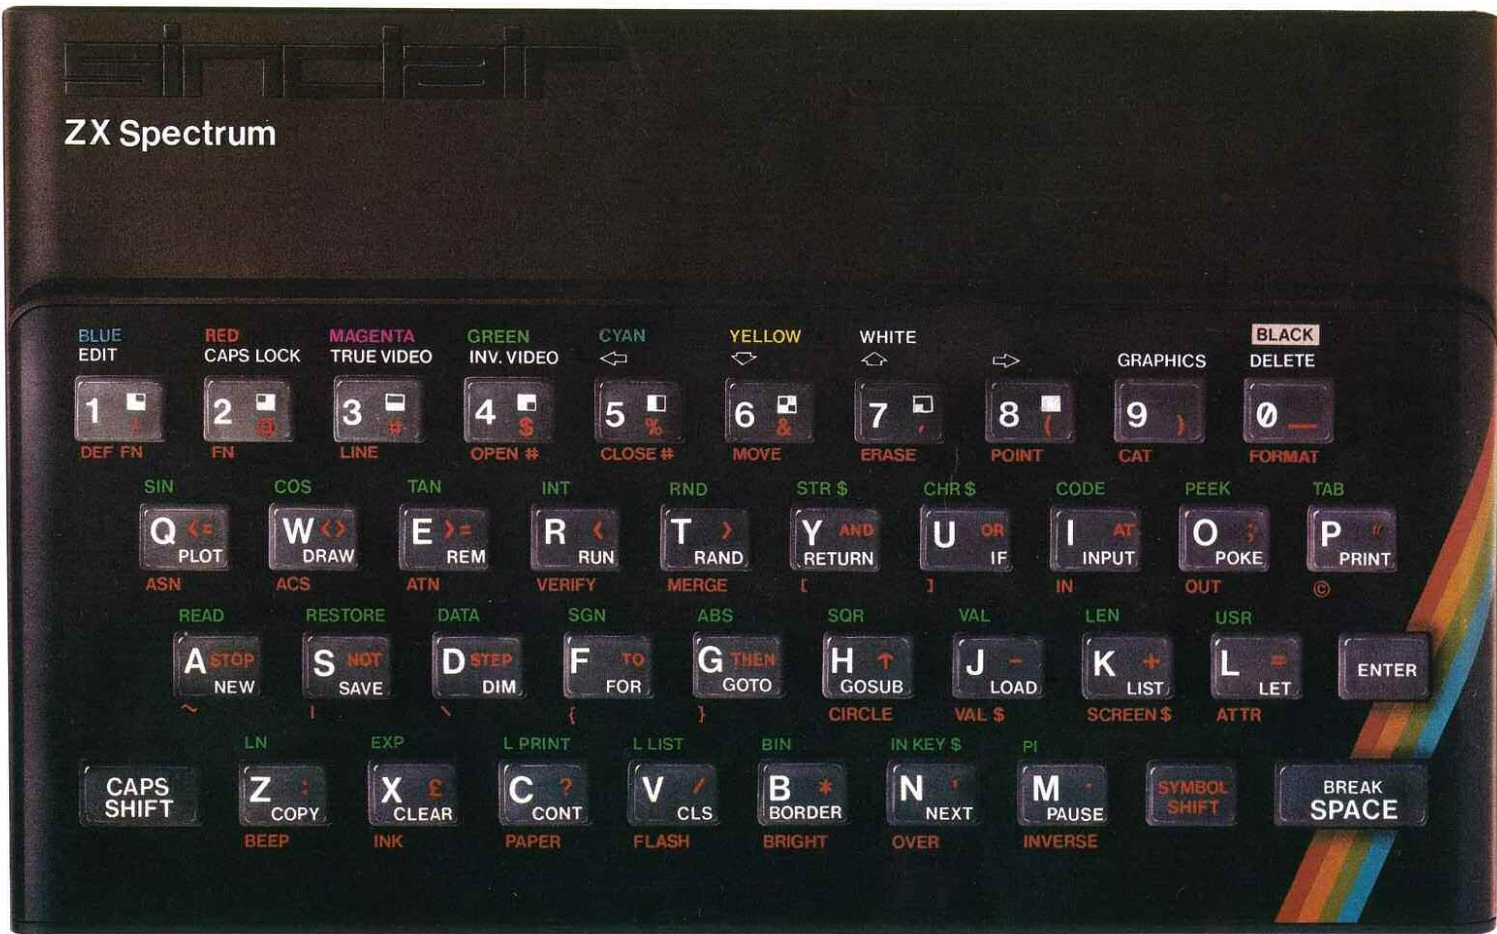 sinclair
ZX Spectrum
BLUE RED MAGENTA GREEN CYAN YELLOW WHITE BLACK
EDIT CAPS LOCK TRUE VIDEO INV. VIDEO ⇦ ⇩ ⇧ ⇨ GRAPHICS DELETE
1 ! 2 @ 3 # 4 $ 5 % 6 & 7 ' 8 ( 9 ) 0 _
DEF FN FN LINE OPEN # CLOSE # MOVE ERASE POINT CAT FORMAT
SIN COS TAN INT RND STR $ CHR $ CODE PEEK TAB
Q <= W <> E >= R < T > Y AND U OR I AT O ; P "
PLOT DRAW REM RUN RAND RETURN IF INPUT POKE PRINT
ASN ACS ATN VERIFY MERGE [ ] IN OUT ©
READ RESTORE DATA SGN ABS SQR VAL LEN USR
A STOP S NOT D STEP F TO G THEN H ↑ J - K + L = ENTER
NEW SAVE DIM FOR GOTO GOSUB LOAD LIST LET
~ | \ { } CIRCLE VAL $ SCREEN $ ATTR
LN EXP L PRINT L LIST BIN IN KEY $ PI
CAPS Z : X £ C ? V / B * N , M . SYMBOL BREAK
SHIFT COPY CLEAR CONT CLS BORDER NEXT PAUSE SHIFT SPACE
BEEP INK PAPER FLASH BRIGHT OVER INVERSE